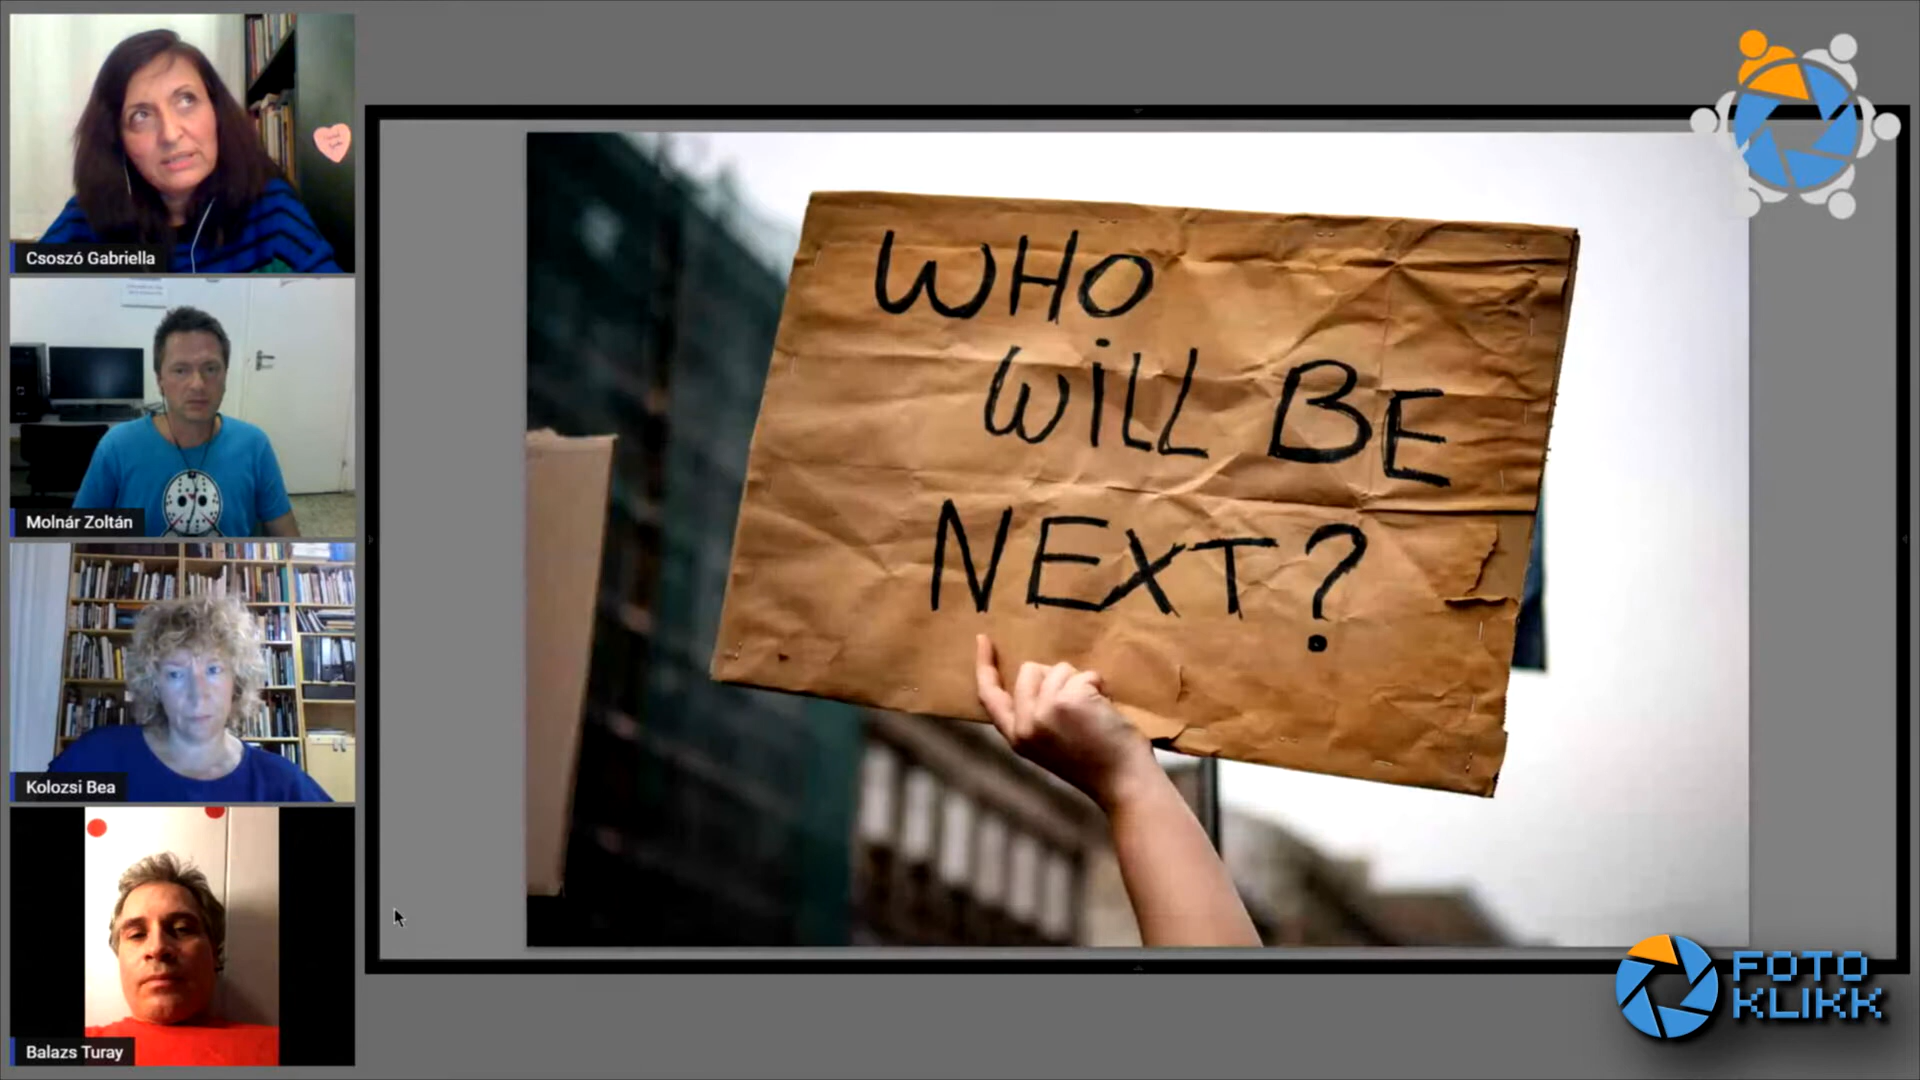 Csoszó Gabriella
Molnár Zoltán
Kolozsi Bea
Balazs Turay
WHO
WiLL BE
NEXT?
FOTO
KLIKK